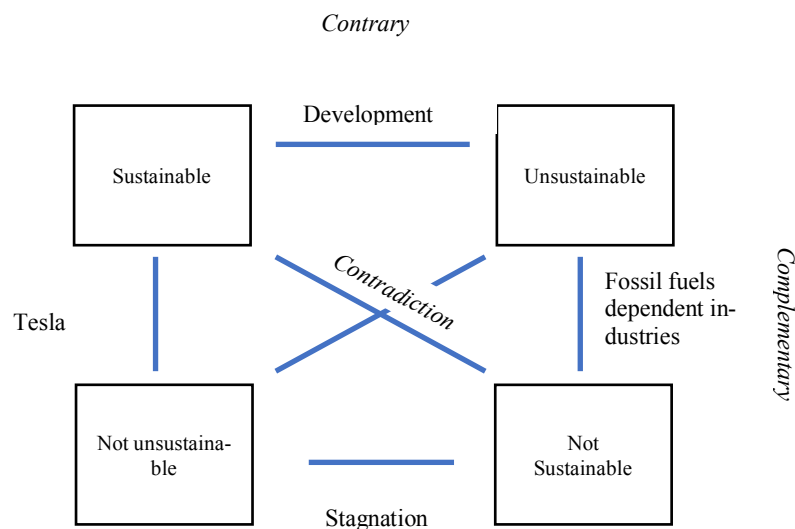 Contrary
Development
Sustainable
Unsustainable
Contradiction
Complementary
Tesla
Fossil fuels
dependent in-
dustries
Not unsustaina-
ble
Not
Sustainable
Stagnation